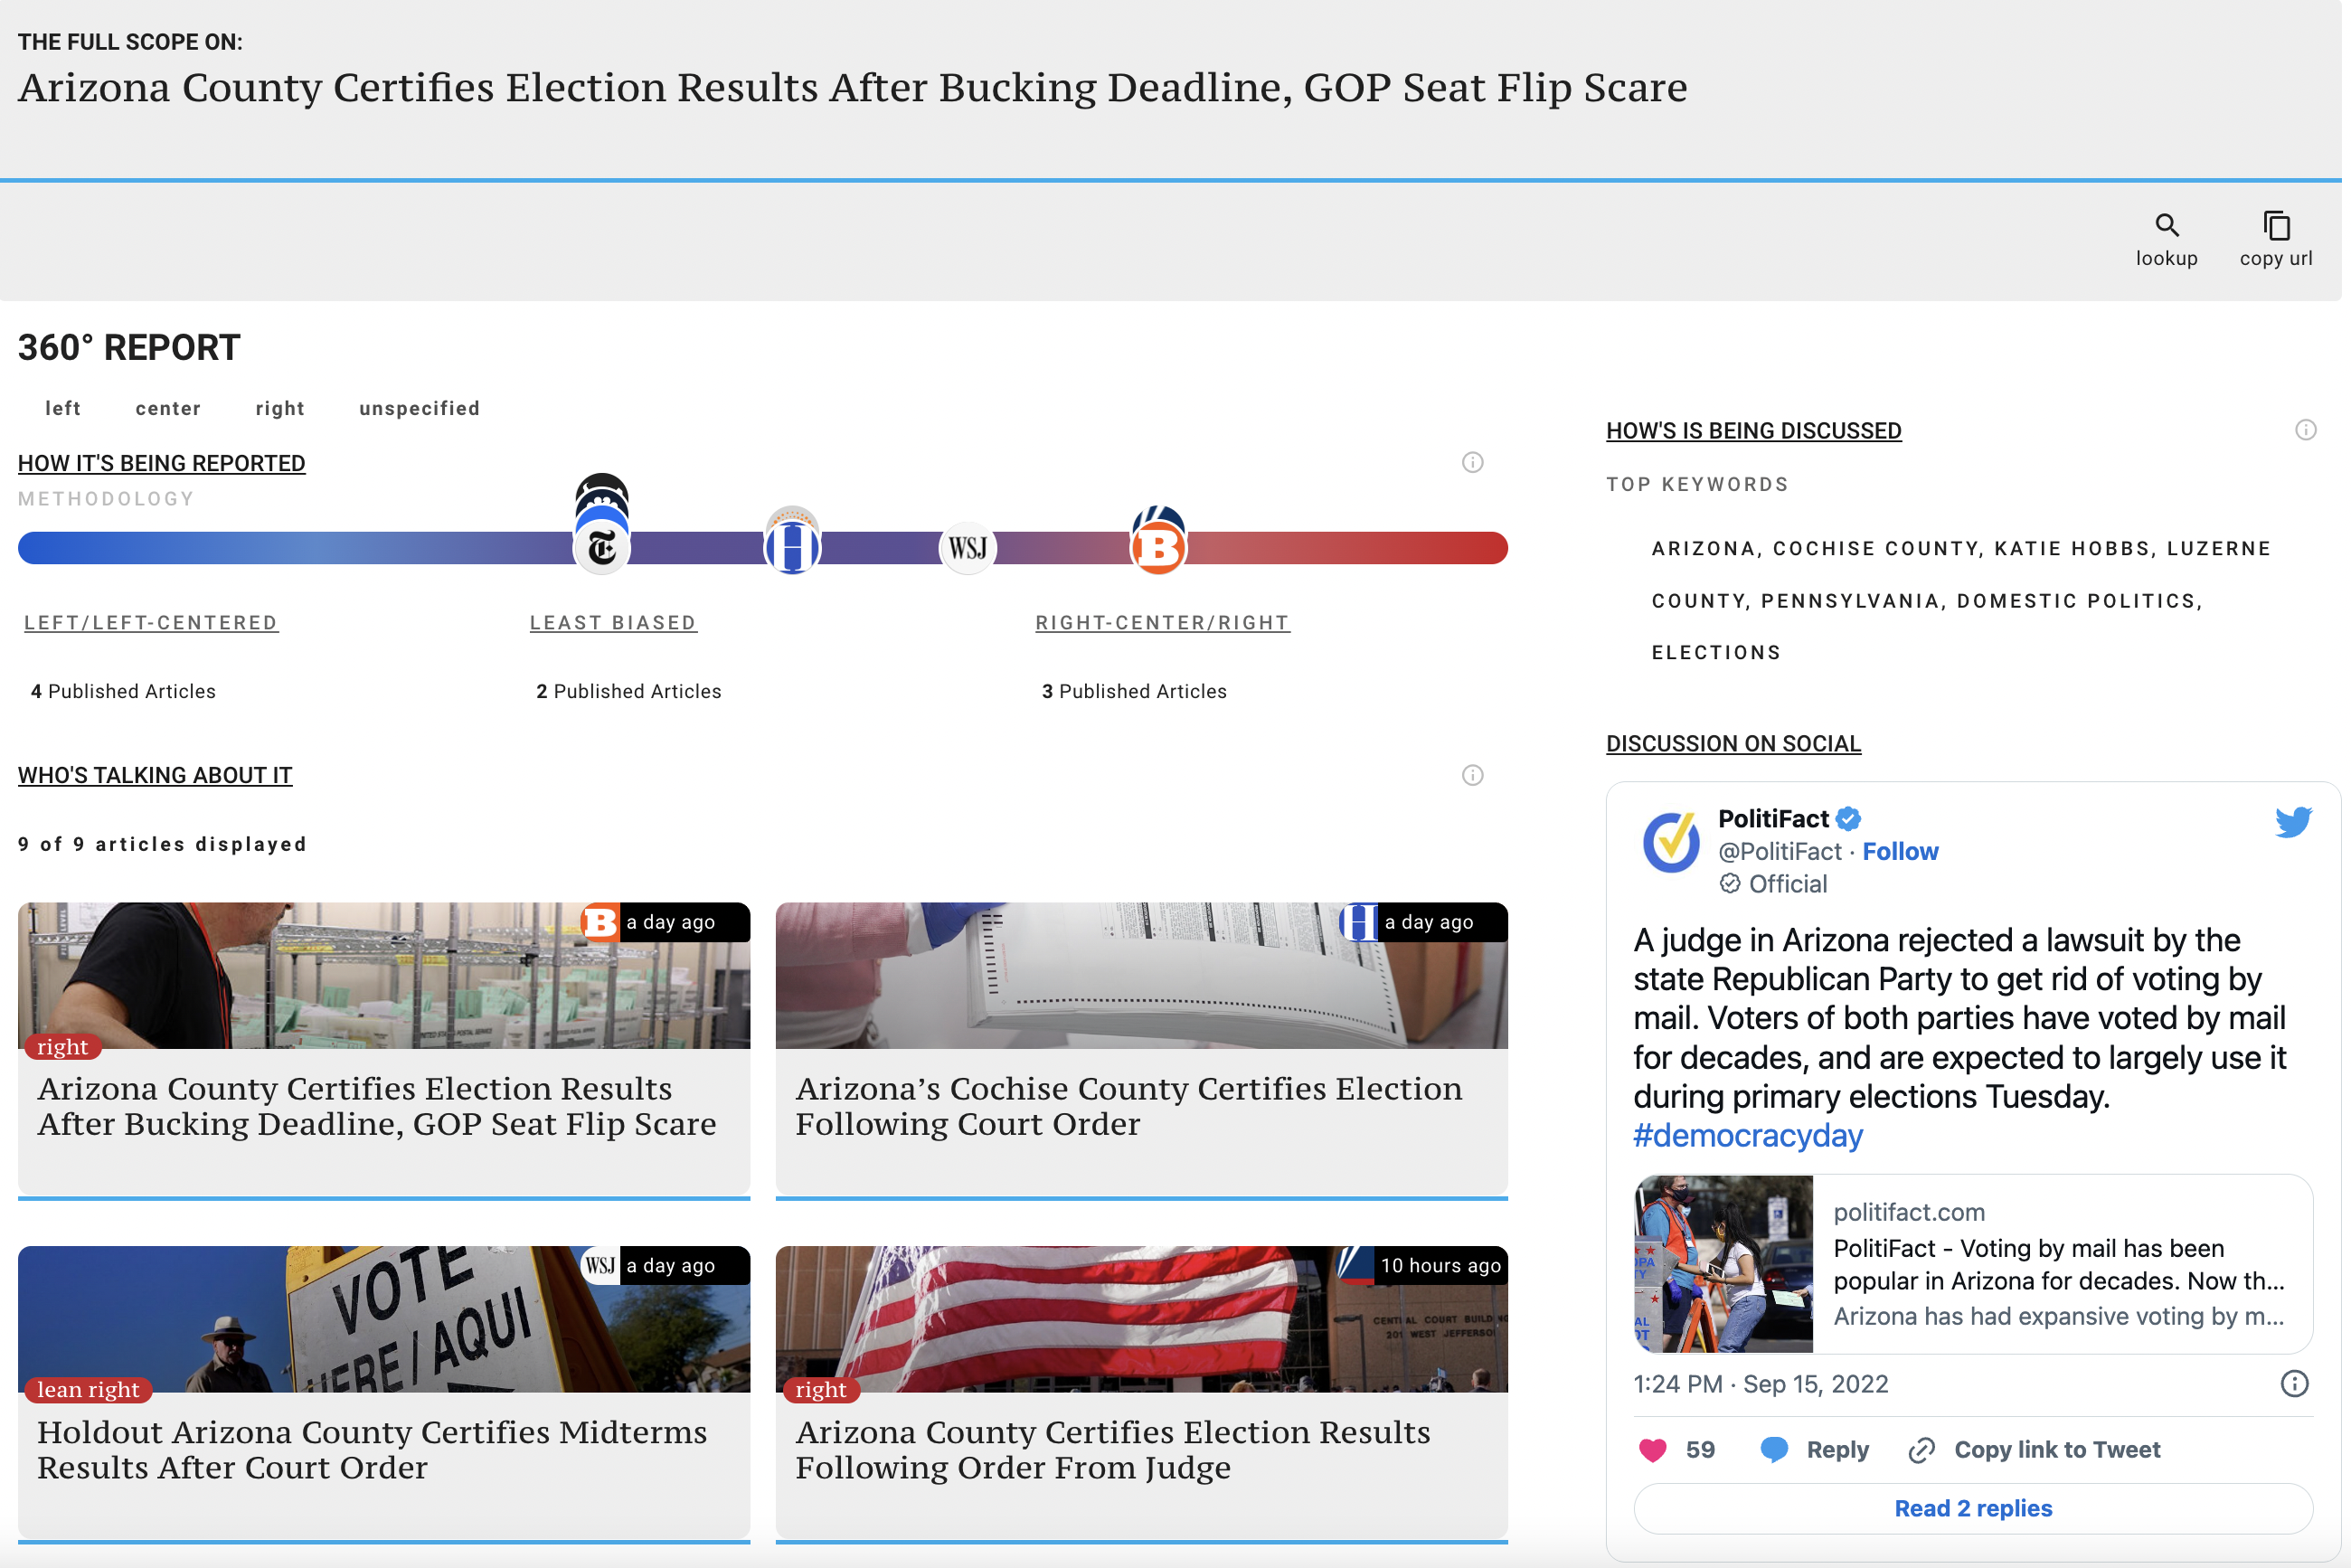 THE FULL SCOPE ON:
Arizona County Certifies Election Results After Bucking Deadline, GOP Seat Flip Scare
lookup
copy url
360° REPORT
left
center
right
unspecified
HOW IT'S BEING REPORTED
METHODOLOGY
WSJ
B
LEFT/LEFT-CENTERED
LEAST BIASED
RIGHT-CENTER/RIGHT
4 Published Articles
2 Published Articles
3 Published Articles
WHO'S TALKING ABOUT IT
9 of 9 articles displayed
B a day ago
right
Arizona County Certifies Election Results
After Bucking Deadline, GOP Seat Flip Scare
H a day ago
Arizona’s Cochise County Certifies Election
Following Court Order
WSJ a day ago
VOTE
HERE / AQUI
lean right
Holdout Arizona County Certifies Midterms
Results After Court Order
10 hours ago
CENTRAL COURT BUILDING
201 WEST JEFFERSO
right
Arizona County Certifies Election Results
Following Order From Judge
HOW'S IS BEING DISCUSSED
TOP KEYWORDS
ARIZONA, COCHISE COUNTY, KATIE HOBBS, LUZERNE
COUNTY, PENNSYLVANIA, DOMESTIC POLITICS,
ELECTIONS
DISCUSSION ON SOCIAL
PolitiFact
@PolitiFact · Follow
Official
A judge in Arizona rejected a lawsuit by the
state Republican Party to get rid of voting by
mail. Voters of both parties have voted by mail
for decades, and are expected to largely use it
during primary elections Tuesday.
#democracyday
politifact.com
PolitiFact - Voting by mail has been
popular in Arizona for decades. Now th...
Arizona has had expansive voting by m...
1:24 PM · Sep 15, 2022
59
Reply
Copy link to Tweet
Read 2 replies